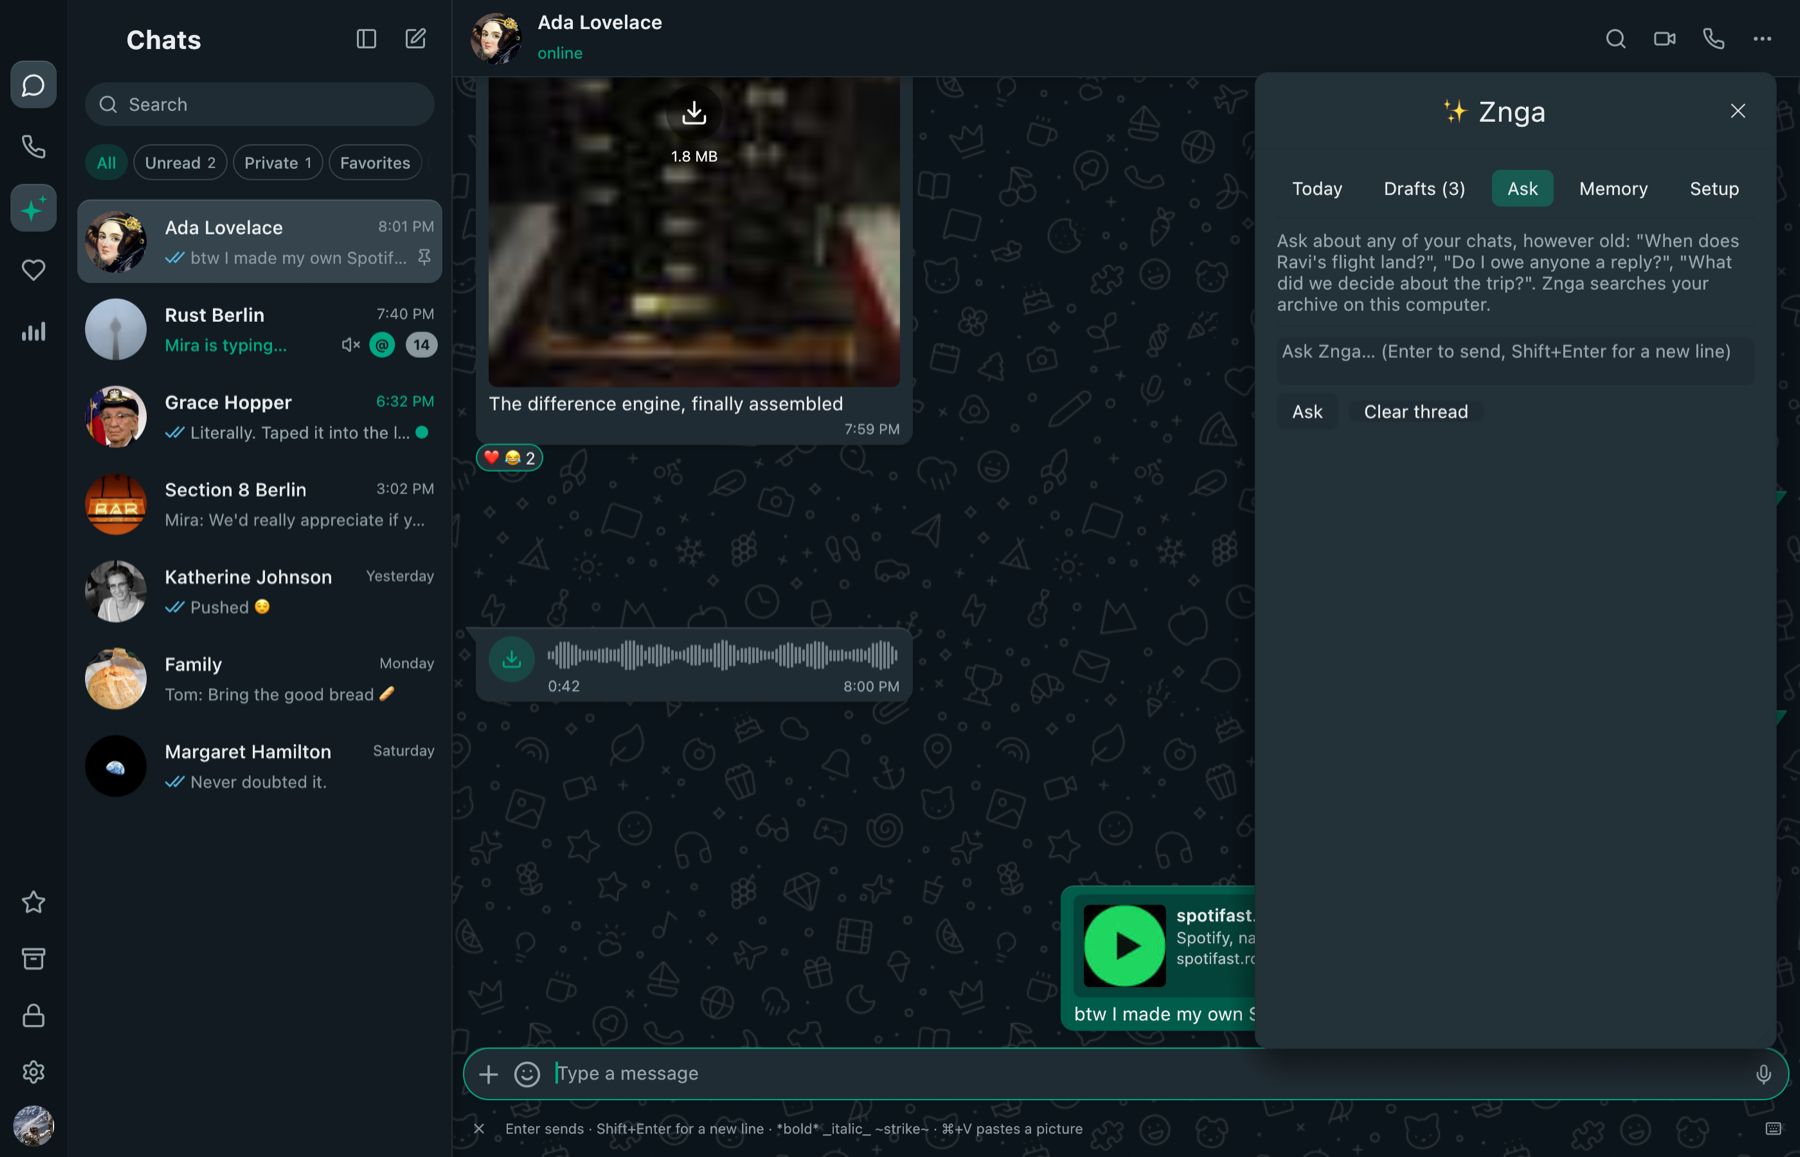 Chats
Search
All
Unread 2
Private 1
Favorites
Ada Lovelace
8:01 PM
btw I made my own Spotif...
Rust Berlin
7:40 PM
Mira is typing...
@
14
Grace Hopper
6:32 PM
Literally. Taped it into the l...
Section 8 Berlin
3:02 PM
Mira: We'd really appreciate if y...
BAR
Katherine Johnson
Yesterday
Pushed 😌
Family
Monday
Tom: Bring the good bread 🥖
Margaret Hamilton
Saturday
Never doubted it.
Ada Lovelace
online
1.8 MB
The difference engine, finally assembled
7:59 PM
❤️ 😂 2
0:42
8:00 PM
spotifast.
Spotify, na
spotifast.ro
btw I made my own S
Type a message
Enter sends · Shift+Enter for a new line · *bold* _italic_ ~strike~ · ⌘+V pastes a picture
✨ Znga
Today
Drafts (3)
Ask
Memory
Setup
Ask about any of your chats, however old: "When does
Ravi's flight land?", "Do I owe anyone a reply?", "What
did we decide about the trip?". Znga searches your
archive on this computer.
Ask Znga... (Enter to send, Shift+Enter for a new line)
Ask
Clear thread